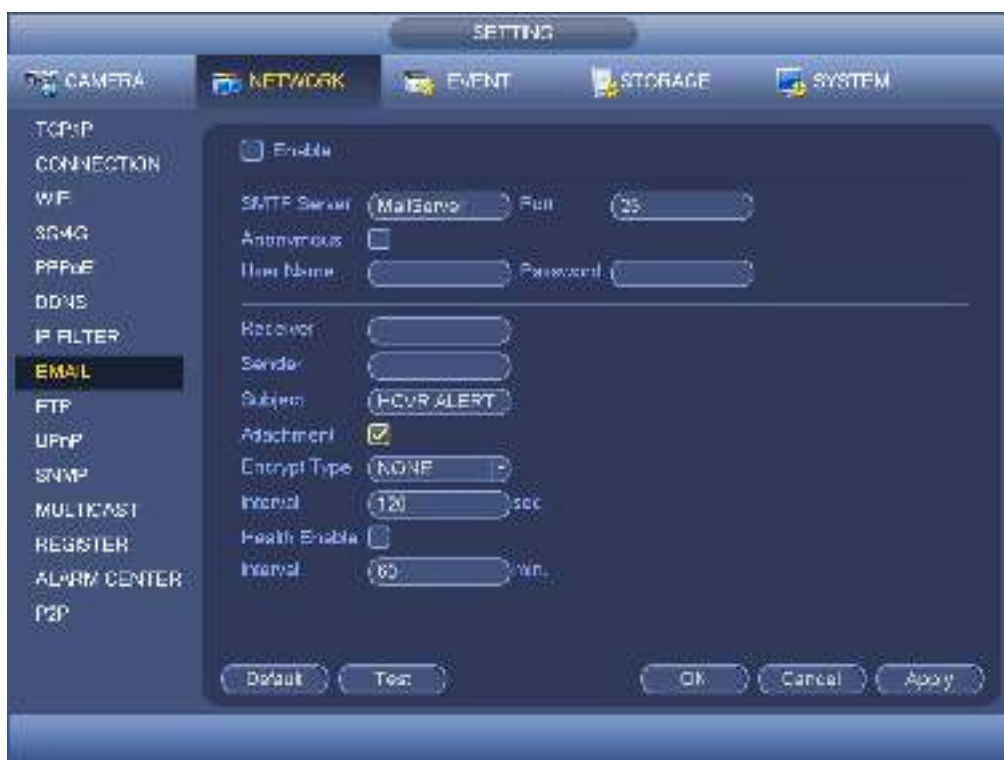 SETTING
CAMERA NETWORK EVENT STORAGE SYSTEM
TCP/IP
CONNECTION
WIFI
3G/4G
PPPoE
DDNS
IP FILTER
EMAIL
FTP
UPnP
SNMP
MULTICAST
REGISTER
ALARM CENTER
P2P
Enable
SMTP Server MailServer Port 25
Anonymous
User Name Password
Receiver
Sender
Subject HCVR ALERT
Attachment
Encrypt Type NONE
Interval 120 sec.
Health Enable
Interval 60 min.
Default Test OK Cancel Apply